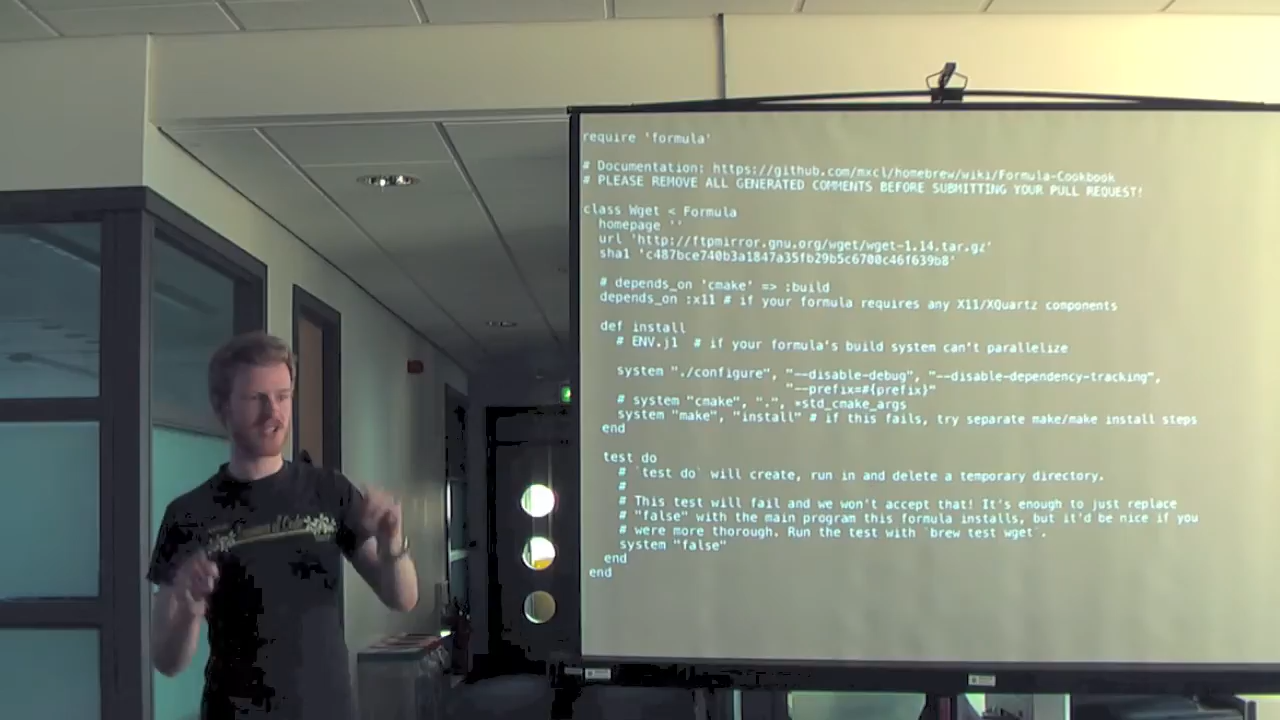 require 'formula'
# Documentation: https://github.com/mxcl/homebrew/wiki/Formula-Cookbook
# PLEASE REMOVE ALL GENERATED COMMENTS BEFORE SUBMITTING YOUR PULL REQUEST!
class Wget < Formula
homepage ''
url 'http://ftpmirror.gnu.org/wget/wget-1.14.tar.gz'
sha1 'c487bce740b3a1847a35fb29b5c6700c46f639b8'
# depends_on 'cmake' => :build
depends_on :x11 # if your formula requires any X11/XQuartz components
def install
# ENV.j1 # if your formula's build system can't parallelize
system "./configure", "--disable-debug", "--disable-dependency-tracking",
"--prefix=#{prefix}"
# system "cmake", ".", *std_cmake_args
system "make", "install" # if this fails, try separate make/make install steps
end
test do
# `test do` will create, run in and delete a temporary directory.
#
# This test will fail and we won't accept that! It's enough to just replace
# "false" with the main program this formula installs, but it'd be nice if you
# were more thorough. Run the test with `brew test wget`.
system "false"
end
end